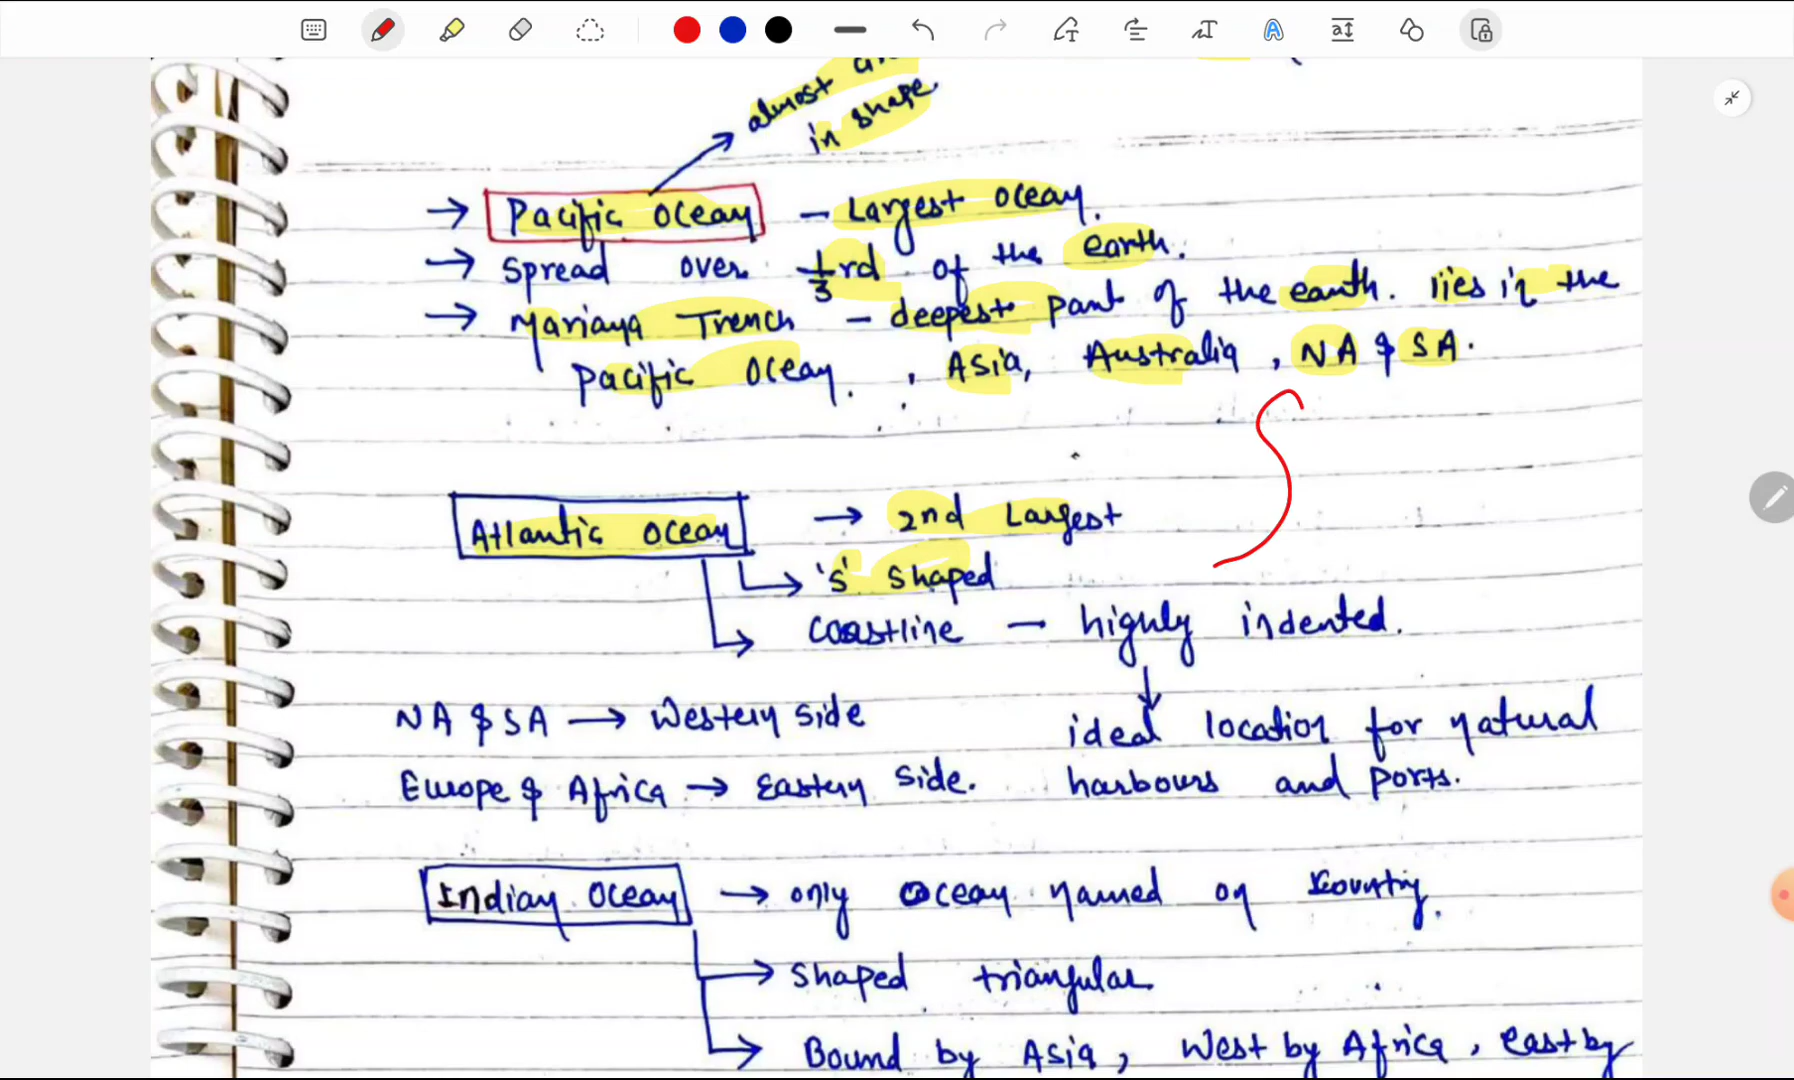 almost
in shape
→ Pacific Ocean – Largest Ocean.
→ Spread over 1/3 rd of the earth.
→ Mariana Trench – deepest part of the earth. lies in the
Pacific Ocean. , Asia, Australia, NA & SA.
Atlantic Ocean → 2nd Largest
→ 's' shaped
→ Coastline – highly indented.
NA & SA → Western side
↓
ideal location for natural
Europe & Africa → Eastern side.
harbours and Ports.
Indian Ocean → only Ocean named on Country.
→ Shaped triangular
→ Bound by Asia, West by Africa, East by